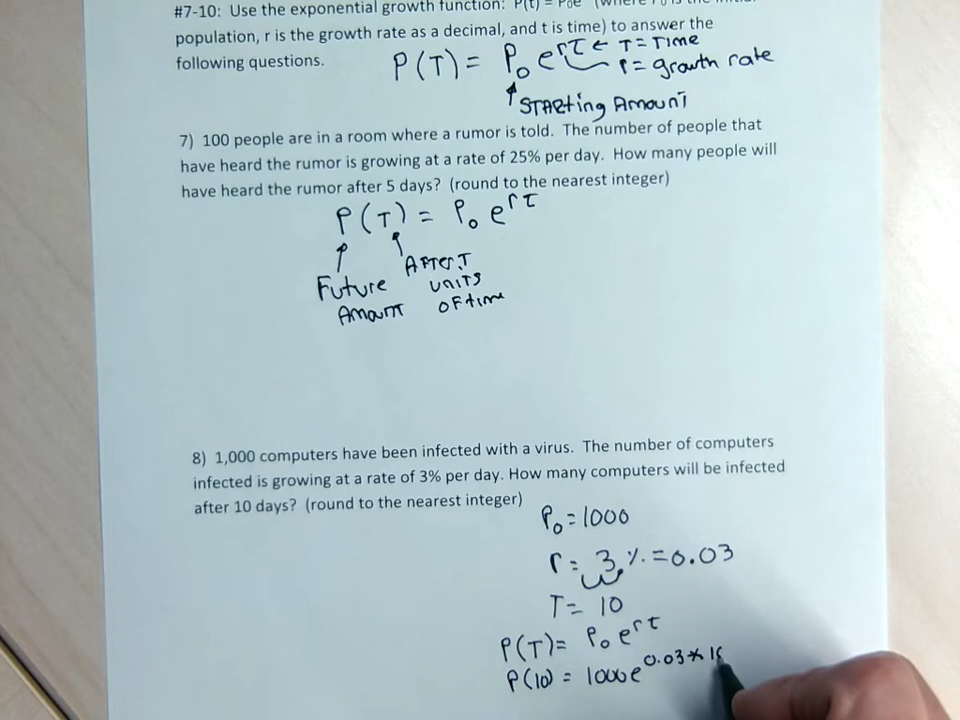 #7-10: Use the exponential growth function: P(t) = P₀e
population, r is the growth rate as a decimal, and t is time) to answer the
following questions.
P(T) = P₀ e^rt ← T = Time
r = growth rate
STARTing AMOUNT
7) 100 people are in a room where a rumor is told. The number of people that
have heard the rumor is growing at a rate of 25% per day. How many people will
have heard the rumor after 5 days? (round to the nearest integer)
P(T) = P₀ e^rt
Future AFTER T
Amount units
OF time
8) 1,000 computers have been infected with a virus. The number of computers
infected is growing at a rate of 3% per day. How many computers will be infected
after 10 days? (round to the nearest integer)
P₀ = 1000
r = 3.% = 0.03
T = 10
P(T) = P₀ e^rt
P(10) = 1000e^0.03*1